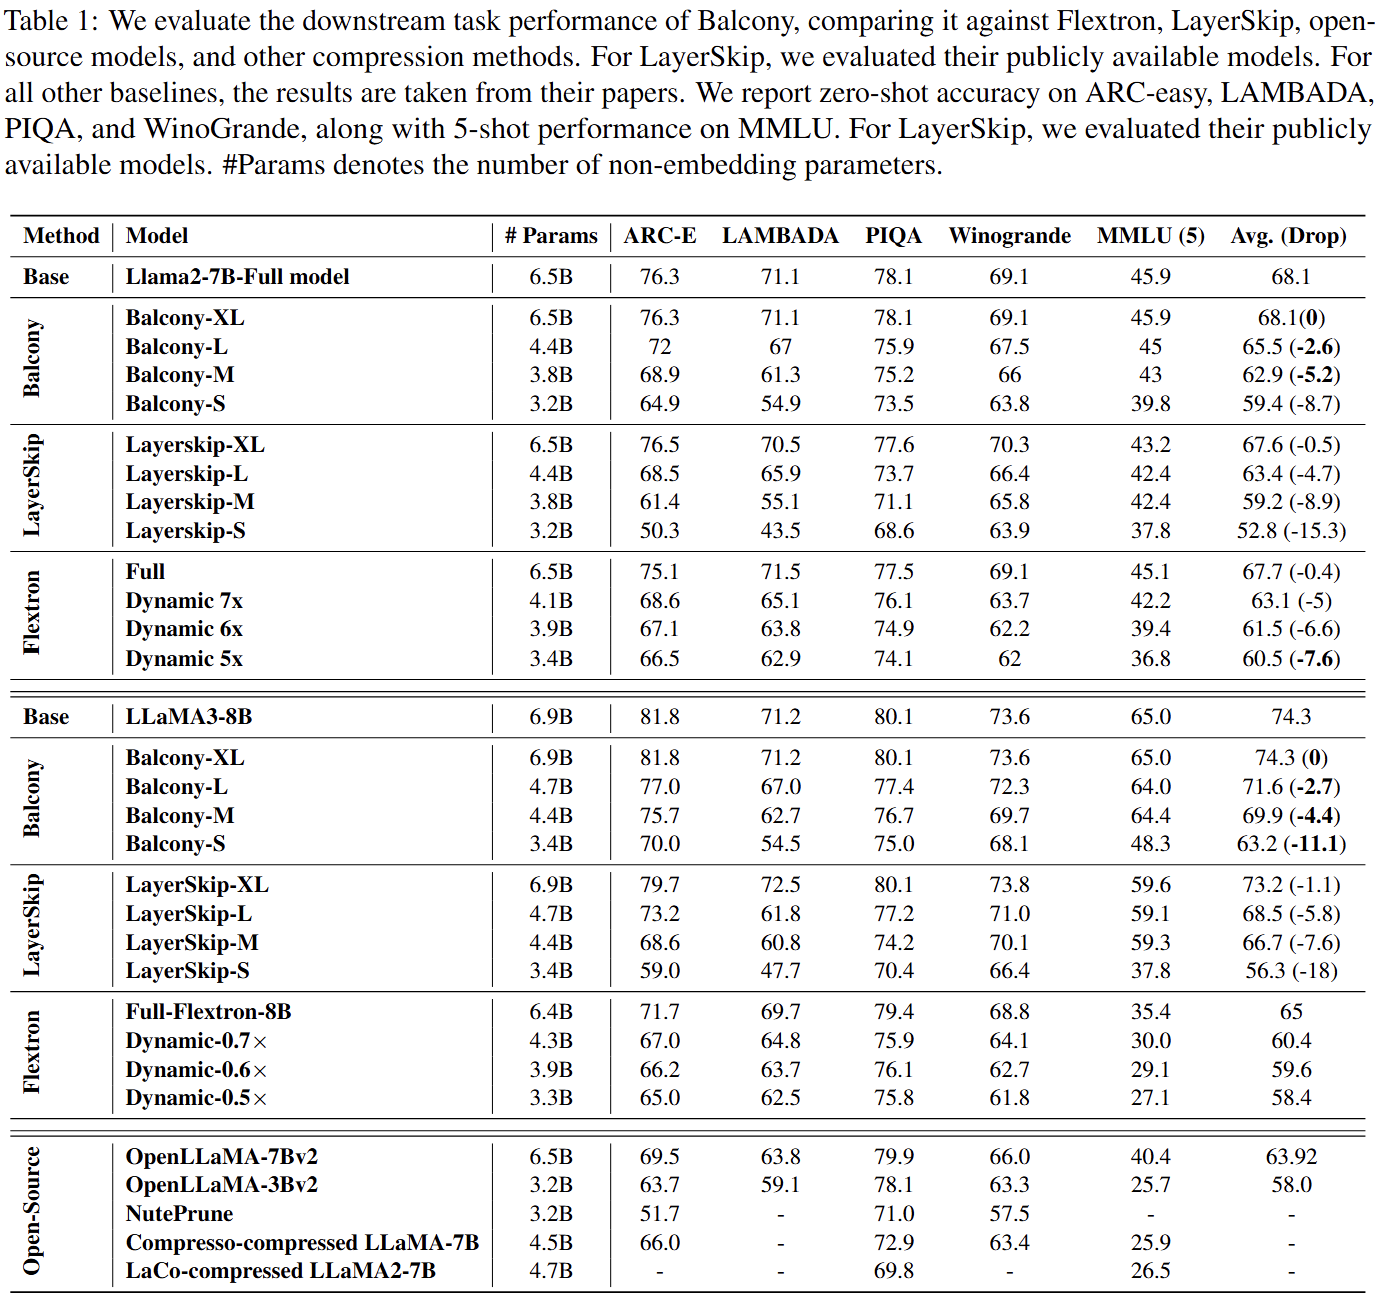 Table 1: We evaluate the downstream task performance of Balcony, comparing it against Flextron, LayerSkip, open-
source models, and other compression methods. For LayerSkip, we evaluated their publicly available models. For
all other baselines, the results are taken from their papers. We report zero-shot accuracy on ARC-easy, LAMBADA,
PIQA, and WinoGrande, along with 5-shot performance on MMLU. For LayerSkip, we evaluated their publicly
available models. #Params denotes the number of non-embedding parameters.
Method Model # Params ARC-E LAMBADA PIQA Winogrande MMLU (5) Avg. (Drop)
Base Llama2-7B-Full model 6.5B 76.3 71.1 78.1 69.1 45.9 68.1
Balcony
Balcony-XL 6.5B 76.3 71.1 78.1 69.1 45.9 68.1(0)
Balcony-L 4.4B 72 67 75.9 67.5 45 65.5 (-2.6)
Balcony-M 3.8B 68.9 61.3 75.2 66 43 62.9 (-5.2)
Balcony-S 3.2B 64.9 54.9 73.5 63.8 39.8 59.4 (-8.7)
LayerSkip
Layerskip-XL 6.5B 76.5 70.5 77.6 70.3 43.2 67.6 (-0.5)
Layerskip-L 4.4B 68.5 65.9 73.7 66.4 42.4 63.4 (-4.7)
Layerskip-M 3.8B 61.4 55.1 71.1 65.8 42.4 59.2 (-8.9)
Layerskip-S 3.2B 50.3 43.5 68.6 63.9 37.8 52.8 (-15.3)
Flextron
Full 6.5B 75.1 71.5 77.5 69.1 45.1 67.7 (-0.4)
Dynamic 7x 4.1B 68.6 65.1 76.1 63.7 42.2 63.1 (-5)
Dynamic 6x 3.9B 67.1 63.8 74.9 62.2 39.4 61.5 (-6.6)
Dynamic 5x 3.4B 66.5 62.9 74.1 62 36.8 60.5 (-7.6)
Base LLaMA3-8B 6.9B 81.8 71.2 80.1 73.6 65.0 74.3
Balcony
Balcony-XL 6.9B 81.8 71.2 80.1 73.6 65.0 74.3 (0)
Balcony-L 4.7B 77.0 67.0 77.4 72.3 64.0 71.6 (-2.7)
Balcony-M 4.4B 75.7 62.7 76.7 69.7 64.4 69.9 (-4.4)
Balcony-S 3.4B 70.0 54.5 75.0 68.1 48.3 63.2 (-11.1)
LayerSkip
LayerSkip-XL 6.9B 79.7 72.5 80.1 73.8 59.6 73.2 (-1.1)
LayerSkip-L 4.7B 73.2 61.8 77.2 71.0 59.1 68.5 (-5.8)
LayerSkip-M 4.4B 68.6 60.8 74.2 70.1 59.3 66.7 (-7.6)
LayerSkip-S 3.4B 59.0 47.7 70.4 66.4 37.8 56.3 (-18)
Flextron
Full-Flextron-8B 6.4B 71.7 69.7 79.4 68.8 35.4 65
Dynamic-0.7× 4.3B 67.0 64.8 75.9 64.1 30.0 60.4
Dynamic-0.6× 3.9B 66.2 63.7 76.1 62.7 29.1 59.6
Dynamic-0.5× 3.3B 65.0 62.5 75.8 61.8 27.1 58.4
Open-Source
OpenLLaMA-7Bv2 6.5B 69.5 63.8 79.9 66.0 40.4 63.92
OpenLLaMA-3Bv2 3.2B 63.7 59.1 78.1 63.3 25.7 58.0
NutePrune 3.2B 51.7 - 71.0 57.5 - -
Compresso-compressed LLaMA-7B 4.5B 66.0 - 72.9 63.4 25.9 -
LaCo-compressed LLaMA2-7B 4.7B - - 69.8 - 26.5 -